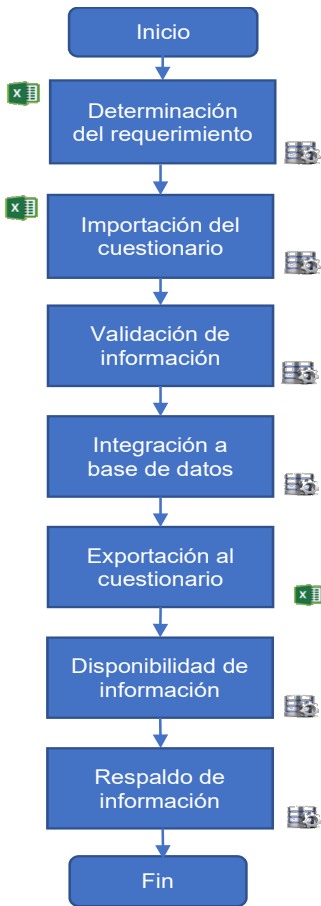 Inicio
Determinación
del requerimiento
Importación del
cuestionario
Validación de
información
Integración a
base de datos
Exportación al
cuestionario
Disponibilidad de
información
Respaldo de
información
Fin